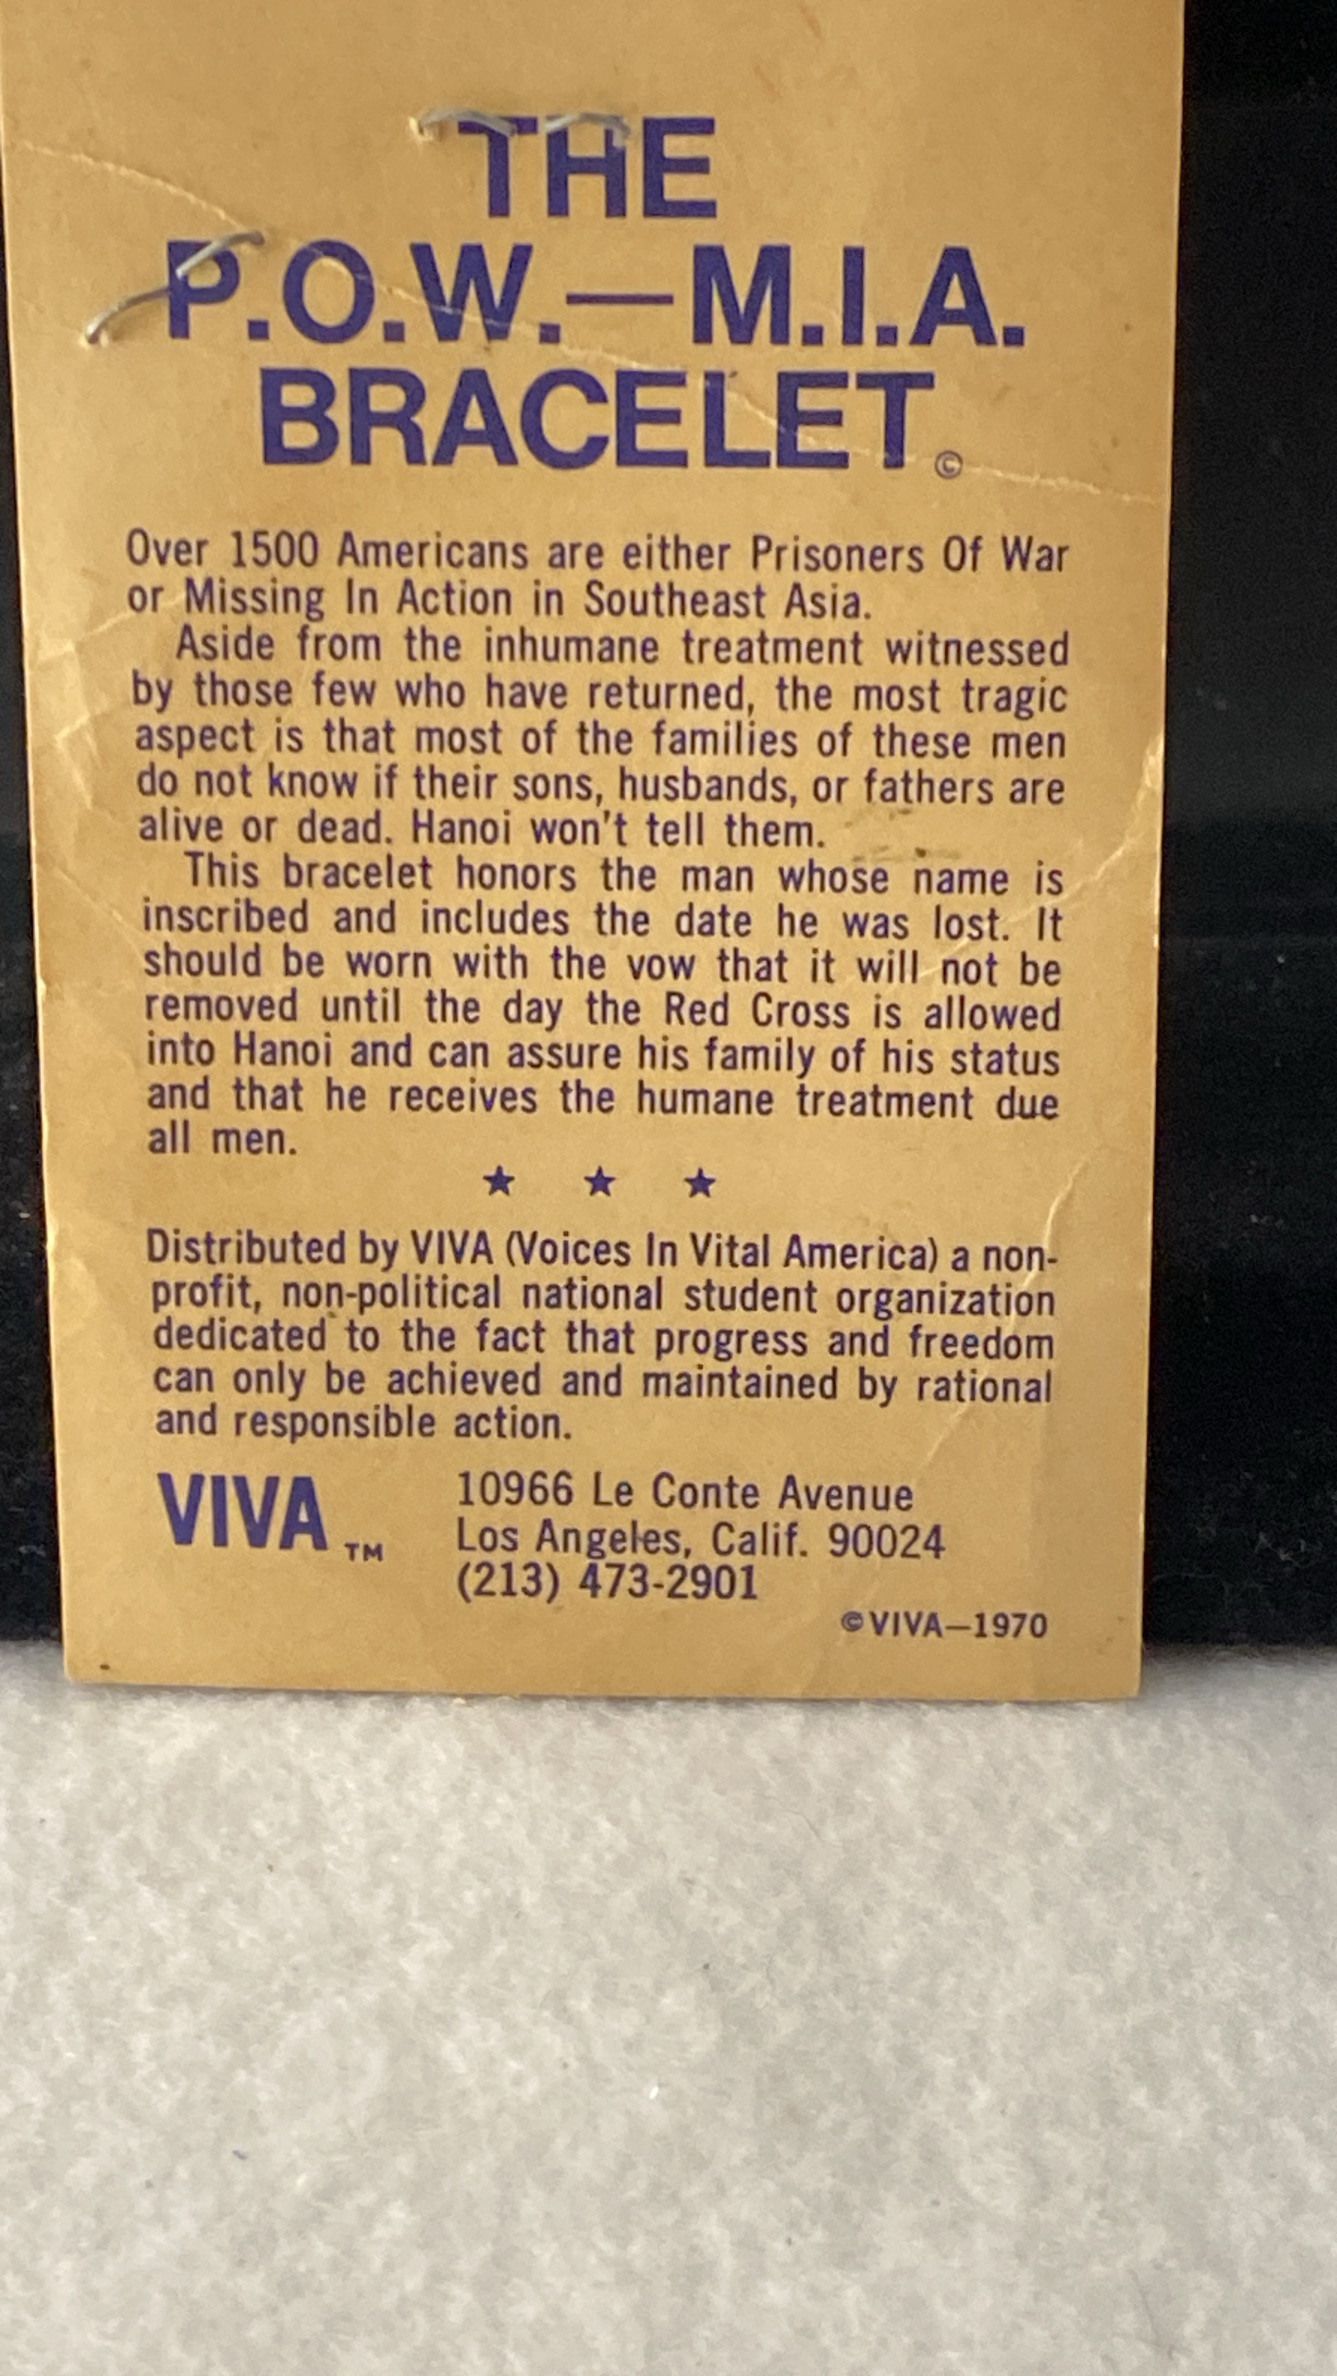 THE
P.O.W.—M.I.A.
BRACELET©
Over 1500 Americans are either Prisoners Of War
or Missing In Action in Southeast Asia.
Aside from the inhumane treatment witnessed
by those few who have returned, the most tragic
aspect is that most of the families of these men
do not know if their sons, husbands, or fathers are
alive or dead. Hanoi won't tell them.
This bracelet honors the man whose name is
inscribed and includes the date he was lost. It
should be worn with the vow that it will not be
removed until the day the Red Cross is allowed
into Hanoi and can assure his family of his status
and that he receives the humane treatment due
all men.
★ ★ ★
Distributed by VIVA (Voices In Vital America) a non-
profit, non-political national student organization
dedicated to the fact that progress and freedom
can only be achieved and maintained by rational
and responsible action.
VIVA™
10966 Le Conte Avenue
Los Angeles, Calif. 90024
(213) 473-2901
©VIVA—1970